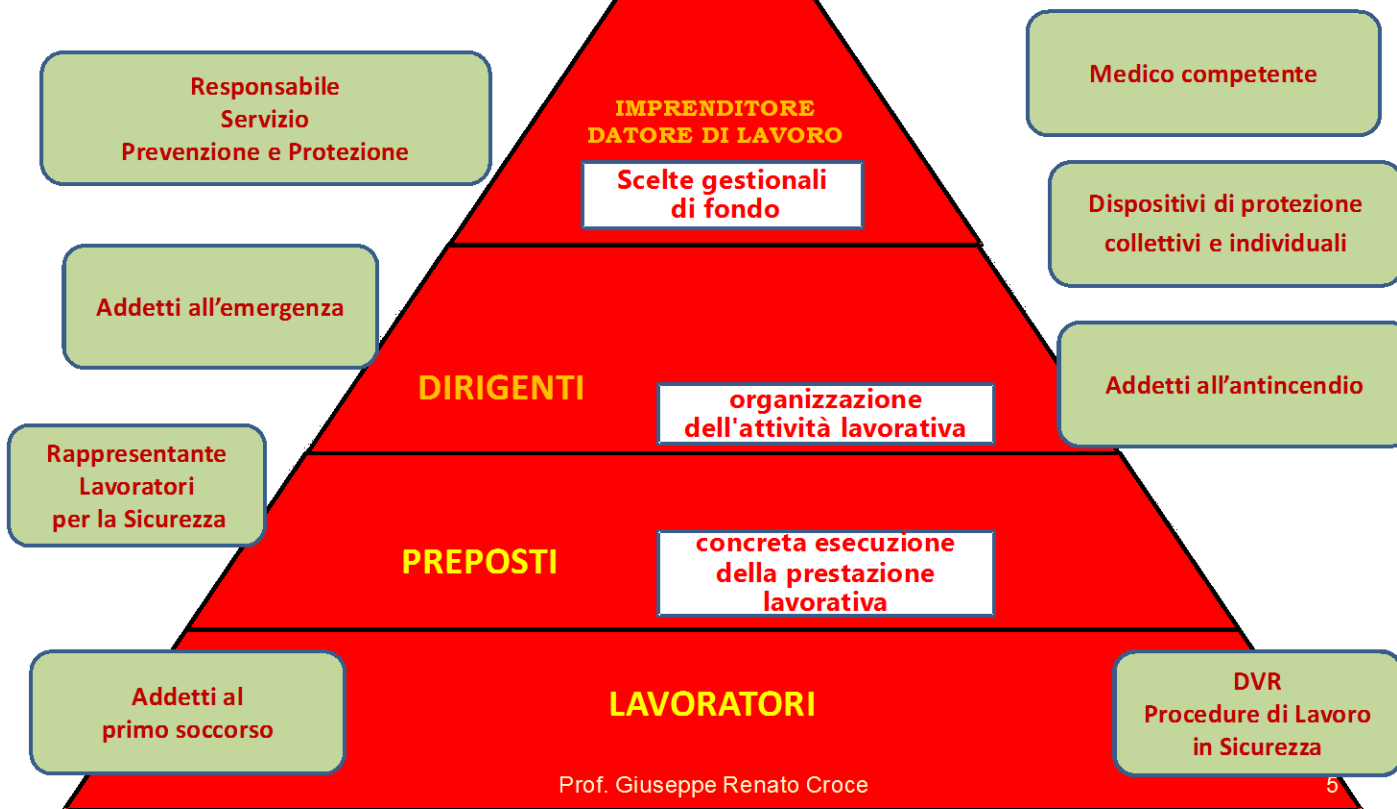 Responsabile
Servizio
Prevenzione e Protezione
Medico competente
IMPRENDITORE
DATORE DI LAVORO
Scelte gestionali
di fondo
Dispositivi di protezione
collettivi e individuali
Addetti all’emergenza
DIRIGENTI
organizzazione
dell'attività lavorativa
Addetti all’antincendio
Rappresentante
Lavoratori
per la Sicurezza
PREPOSTI
concreta esecuzione
della prestazione
lavorativa
Addetti al
primo soccorso
LAVORATORI
DVR
Procedure di Lavoro
in Sicurezza
Prof. Giuseppe Renato Croce
5